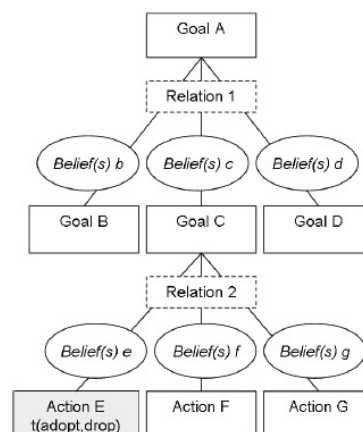 Goal A
Relation 1
Belief(s) b
Belief(s) c
Belief(s) d
Goal B
Goal C
Goal D
Relation 2
Belief(s) e
Belief(s) f
Belief(s) g
Action E
t(adopt,drop)
Action F
Action G